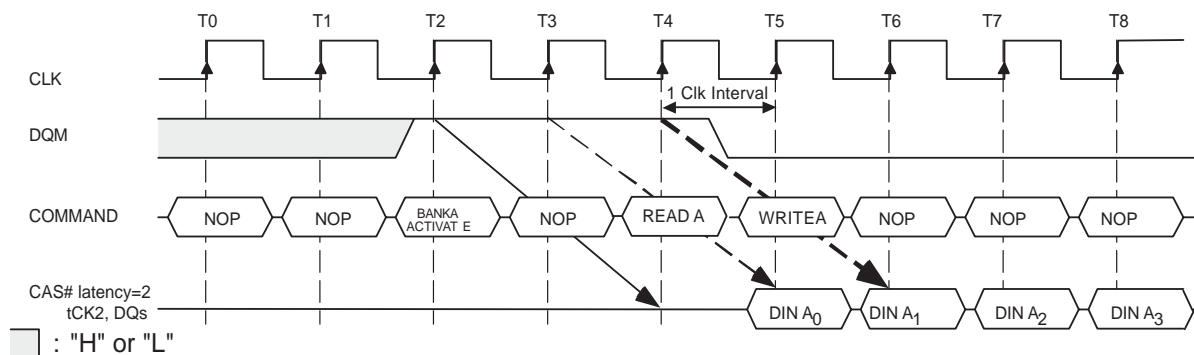 T0 T1 T2 T3 T4 T5 T6 T7 T8
CLK
1 Clk Interval
DQM
COMMAND NOP NOP BANKA ACTIVAT E NOP READ A WRITEA NOP NOP NOP
CAS# latency=2
tCK2, DQs
DIN A0 DIN A1 DIN A2 DIN A3
: "H" or "L"